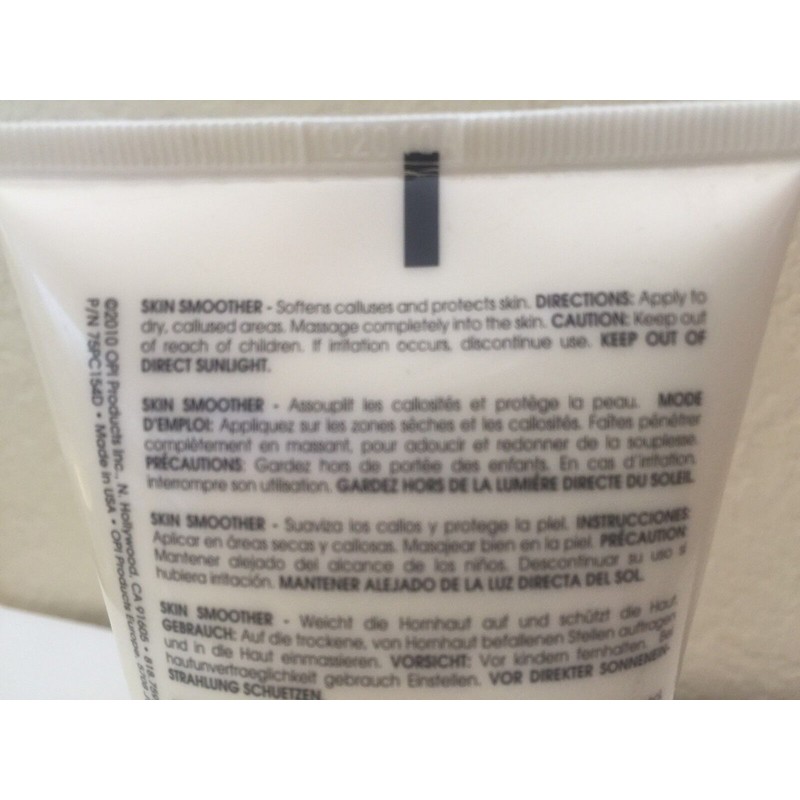 SKIN SMOOTHER - Softens calluses and protects skin. DIRECTIONS: Apply to
dry, callused areas. Massage completely into the skin. CAUTION: Keep out
of reach of children. If irritation occurs, discontinue use. KEEP OUT OF
DIRECT SUNLIGHT.
SKIN SMOOTHER - Assouplit les callosités et protège la peau. MODE
D'EMPLOI: Appliquez sur les zones sèches et les callosités. Faites pénétrer
complètement en massant, pour adoucir et redonner de la souplesse.
PRÉCAUTIONS: Gardez hors de portée des enfants. En cas d'irritation,
interrompre son utilisation. GARDEZ HORS DE LA LUMIÈRE DIRECTE DU SOLEIL.
SKIN SMOOTHER - Suaviza los callos y protege la piel. INSTRUCCIONES:
Aplicar en áreas secas y callosas. Masajear bien en la piel. PRÉCAUTION:
Mantener alejado del alcance de los niños. Descontinuar su uso si
hubiera irritación. MANTENER ALEJADO DE LA LUZ DIRECTA DEL SOL.
SKIN SMOOTHER - Weicht die Hornhaut auf und schützt die Haut.
GEBRAUCH: Auf die trockene, von Hornhaut befallenen Stellen auftragen
und in die Haut einmassieren. VORSICHT: Vor kindern fernhalten. Bei
hautunvertraeglichkeit gebrauch Einstellen. VOR DIREKTER SONNENEIN-
STRAHLUNG SCHUETZEN.
©2010 OPI Products Inc., N. Hollywood, CA 91605 • 818.759
P/N 75PC154D • Made in USA • OPI Products Europe,